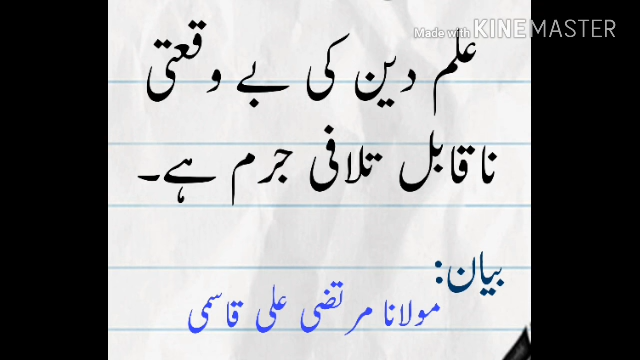 Made with KINEMASTER
علم دین کی بے وقعتی
ناقابل تلافی جرم ہے۔
بیان:
مولانا مرتضی علی قاسمی